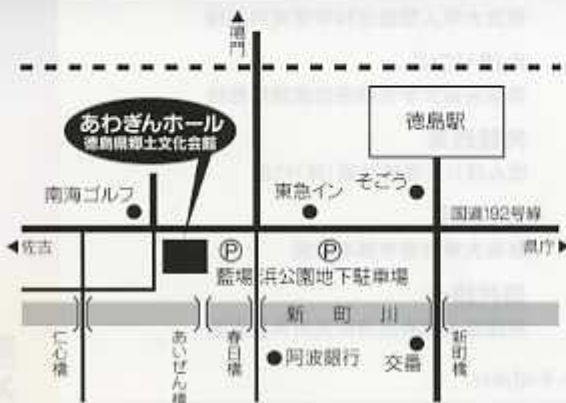 ▲鳴門
あわぎんホール
徳島県郷土文化会館
徳島駅
南海ゴルフ
東急イン
そごう
国道192号線
◀佐古
県庁▶
Ⓟ
Ⓟ
藍場浜公園地下駐車場
新町川
仁心橋
あいぜん橋
春日橋
新町橋
阿波銀行
交番